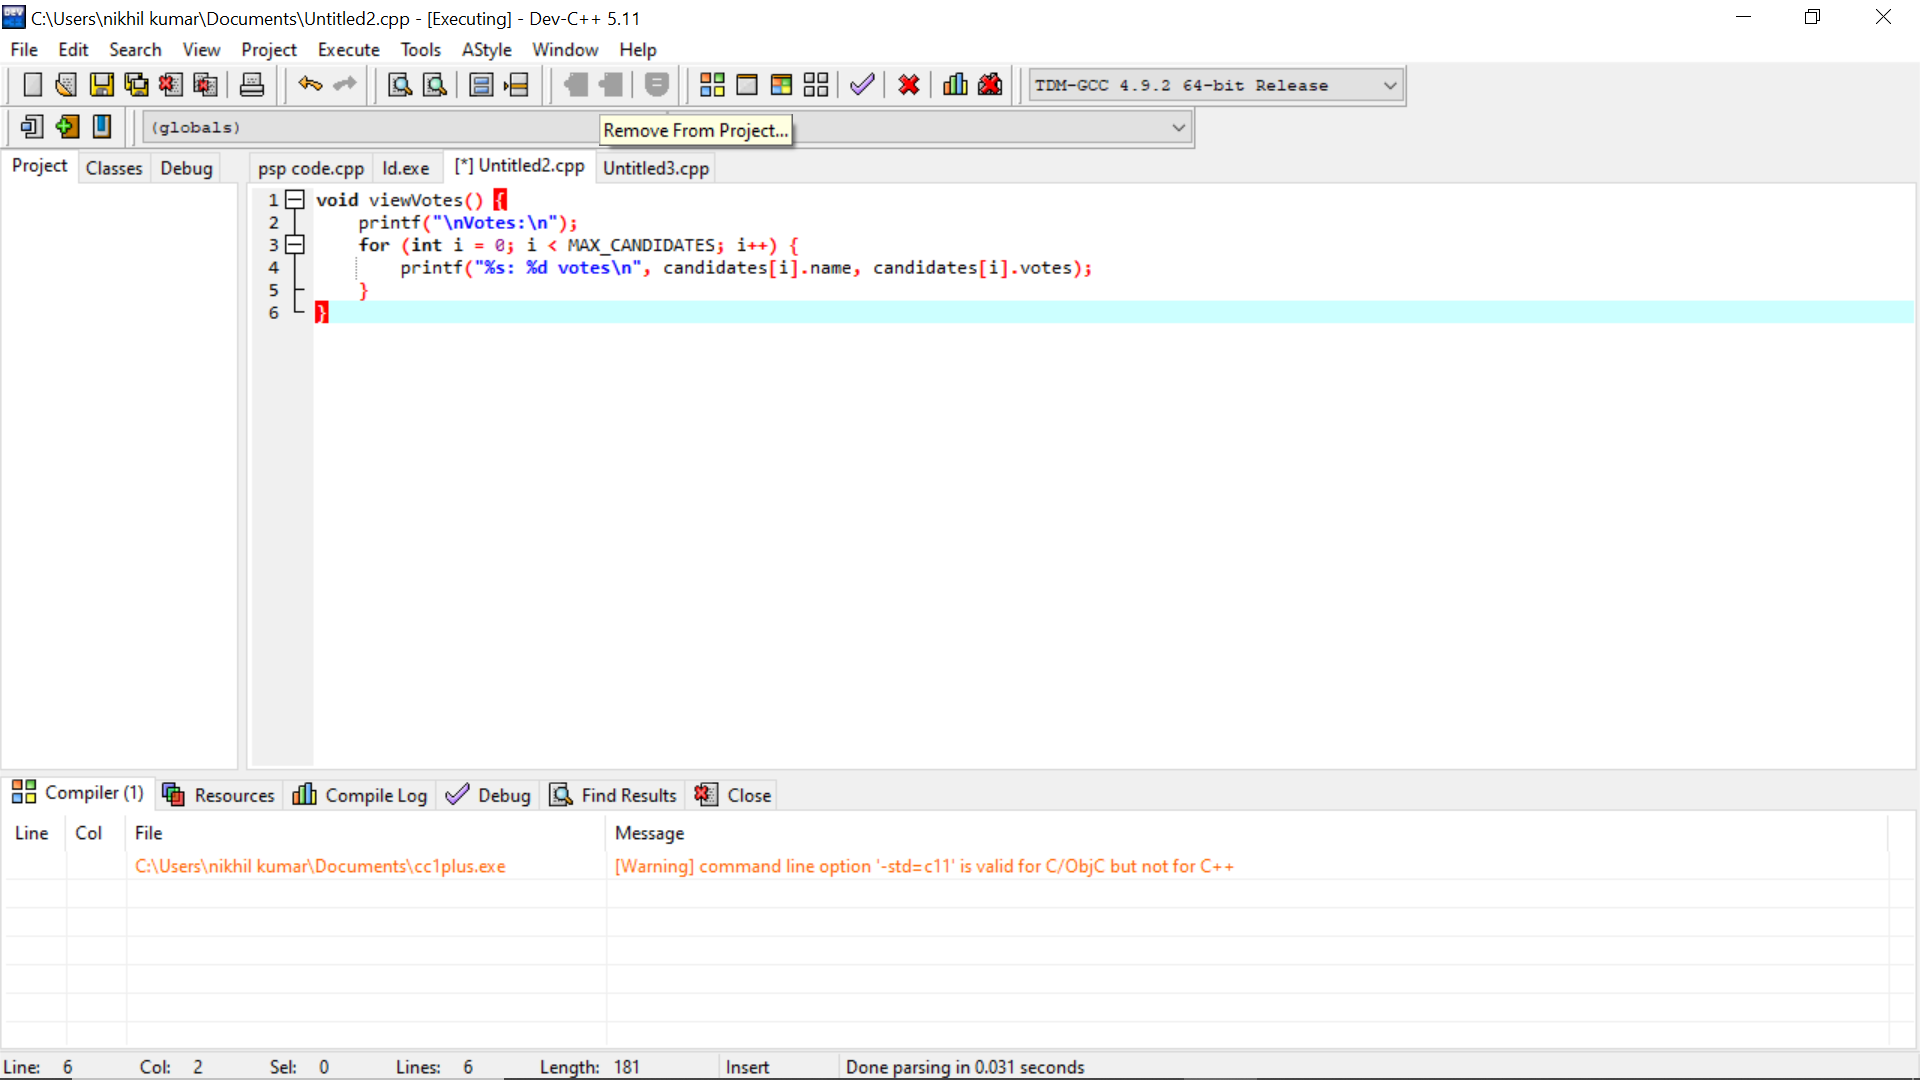 C:\Users\nikhil kumar\Documents\Untitled2.cpp - [Executing] - Dev-C++ 5.11
File Edit Search View Project Execute Tools AStyle Window Help
TDM-GCC 4.9.2 64-bit Release
(globals)
Remove From Project...
Project Classes Debug
psp code.cpp ld.exe [*] Untitled2.cpp Untitled3.cpp
1 void viewVotes() {
2 printf("\nVotes:\n");
3 for (int i = 0; i < MAX_CANDIDATES; i++) {
4 printf("%s: %d votes\n", candidates[i].name, candidates[i].votes);
5 }
6 }
Compiler (1) Resources Compile Log Debug Find Results Close
Line Col File Message
C:\Users\nikhil kumar\Documents\cc1plus.exe [Warning] command line option '-std=c11' is valid for C/ObjC but not for C++
Line: 6 Col: 2 Sel: 0 Lines: 6 Length: 181 Insert Done parsing in 0.031 seconds